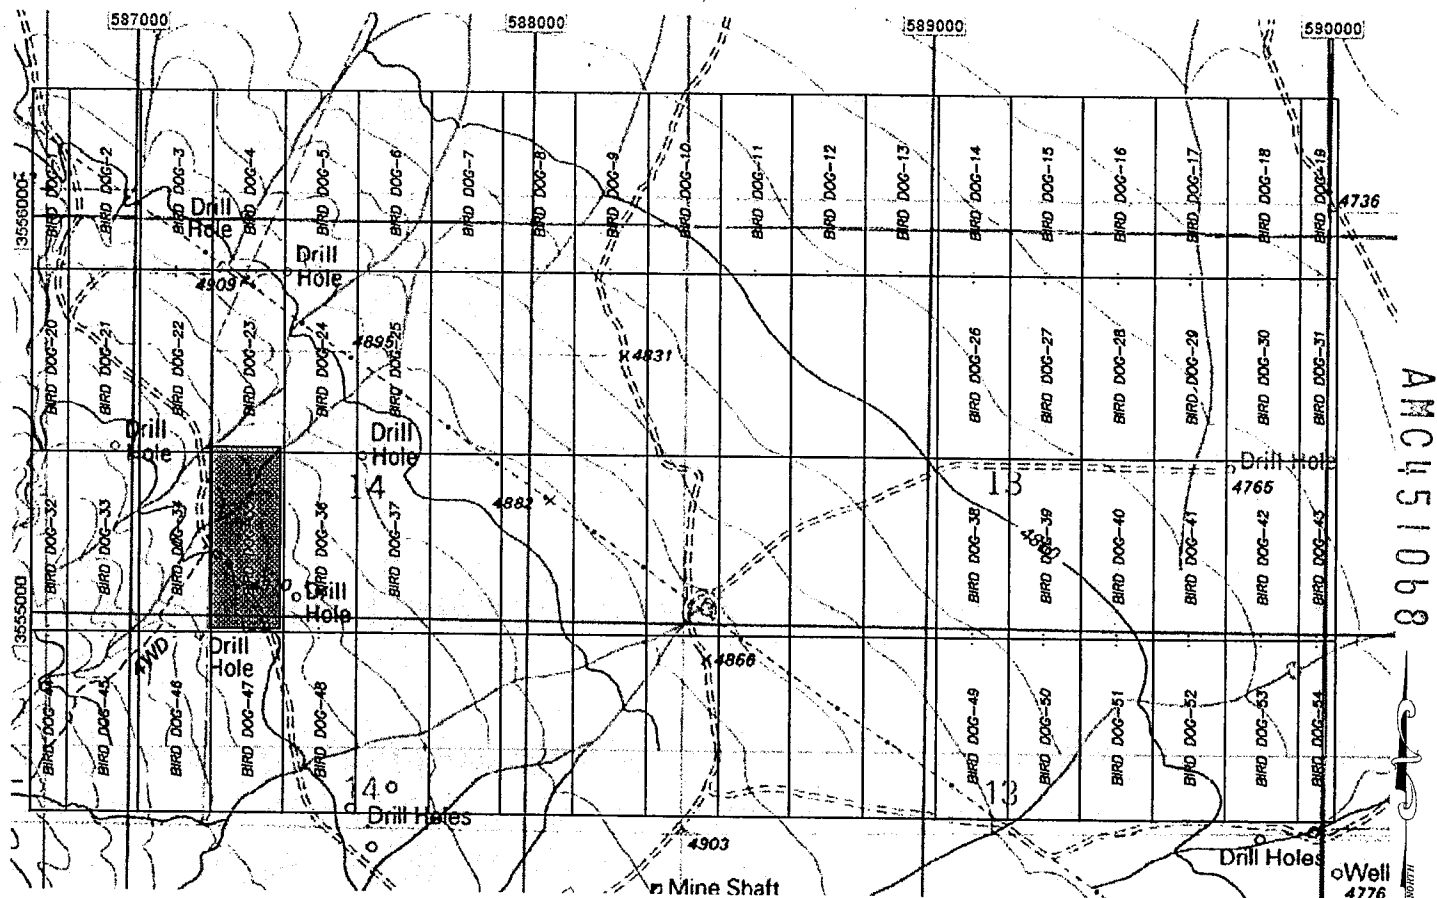 587000
588000
589000
590000
BIRD DOG-1
BIRD DOG-2
BIRD DOG-3
BIRD DOG-4
BIRD DOG-5
BIRD DOG-6
BIRD DOG-7
BIRD DOG-8
BIRD DOG-9
BIRD DOG-10
BIRD DOG-11
BIRD DOG-12
BIRD DOG-13
BIRD DOG-14
BIRD DOG-15
BIRD DOG-16
BIRD DOG-17
BIRD DOG-18
BIRD DOG-19
3556000
Drill
Hole
4736
Drill
Hole
4909
BIRD DOG-20
BIRD DOG-21
BIRD DOG-22
BIRD DOG-23
BIRD DOG-24
BIRD DOG-25
4895
4831
BIRD DOG-26
BIRD DOG-27
BIRD DOG-28
BIRD DOG-29
BIRD DOG-30
BIRD DOG-31
AMC451068
Drill
Hole
Drill
Hole
14
4882
13
Drill Hole
4765
BIRD DOG-32
BIRD DOG-33
BIRD DOG-34
BIRD DOG-36
BIRD DOG-37
BIRD DOG-38
BIRD DOG-39
BIRD DOG-40
BIRD DOG-41
BIRD DOG-42
BIRD DOG-43
3555000
Drill
Hole
4WD
Drill
Hole
4866
BIRD DOG-44
BIRD DOG-45
BIRD DOG-46
BIRD DOG-47
BIRD DOG-48
BIRD DOG-49
BIRD DOG-50
BIRD DOG-51
BIRD DOG-52
BIRD DOG-53
BIRD DOG-54
14
13
Drill Holes
4903
Drill Holes
Mine Shaft
Well
4776